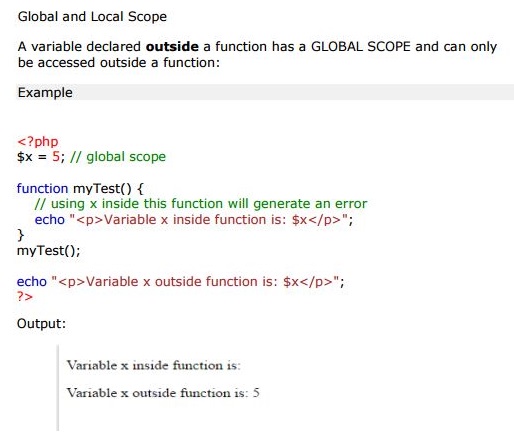 Global and Local Scope
A variable declared outside a function has a GLOBAL SCOPE and can only
be accessed outside a function:
Example
<?php
$x = 5; // global scope
function myTest() {
// using x inside this function will generate an error
echo "<p>Variable x inside function is: $x</p>";
}
myTest();
echo "<p>Variable x outside function is: $x</p>";
?>
Output:
Variable x inside function is:
Variable x outside function is: 5